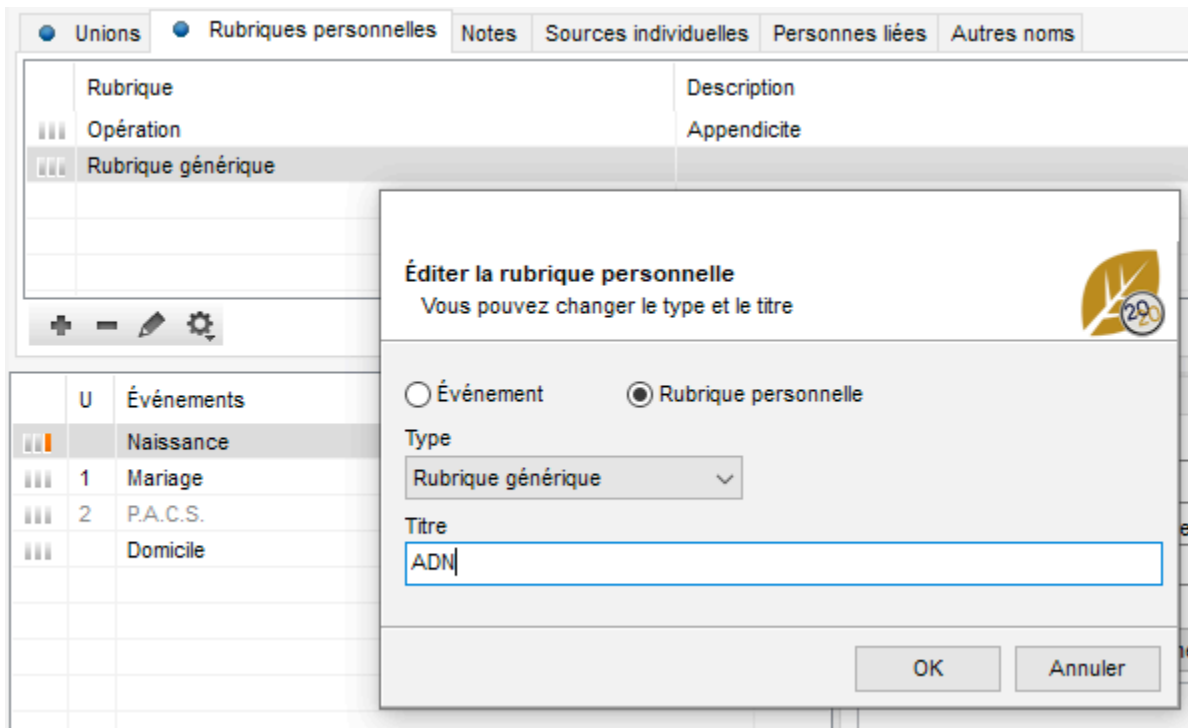 Unions Rubriques personnelles Notes Sources individuelles Personnes liées Autres noms
Rubrique Description
Opération Appendicite
Rubrique générique
Éditer la rubrique personnelle
Vous pouvez changer le type et le titre
2020
U Événements
Naissance
1 Mariage
2 P.A.C.S.
Domicile
Événement Rubrique personnelle
Type
Rubrique générique
Titre
ADN
OK Annuler